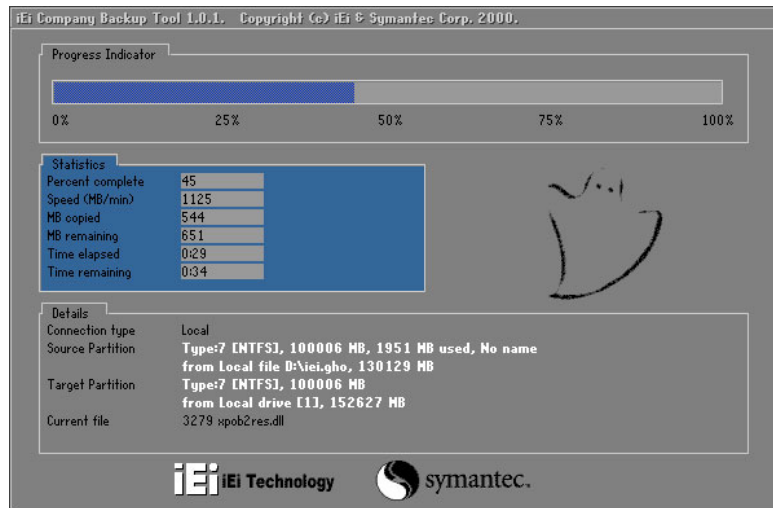 iEi Company Backup Tool 1.0.1. Copyright (c) iEi & Symantec Corp. 2000.
Progress Indicator
0% 25% 50% 75% 100%
Statistics
Percent complete 45
Speed (MB/min) 1125
MB copied 544
MB remaining 651
Time elapsed 0:29
Time remaining 0:34
Details
Connection type Local
Source Partition Type:7 [NTFS], 100006 MB, 1951 MB used, No name
from Local file D:\iei.gho, 130129 MB
Target Partition Type:7 [NTFS], 100006 MB
from Local drive [1], 152627 MB
Current file 3279 xpob2res.dll
iEi iEi Technology symantec.